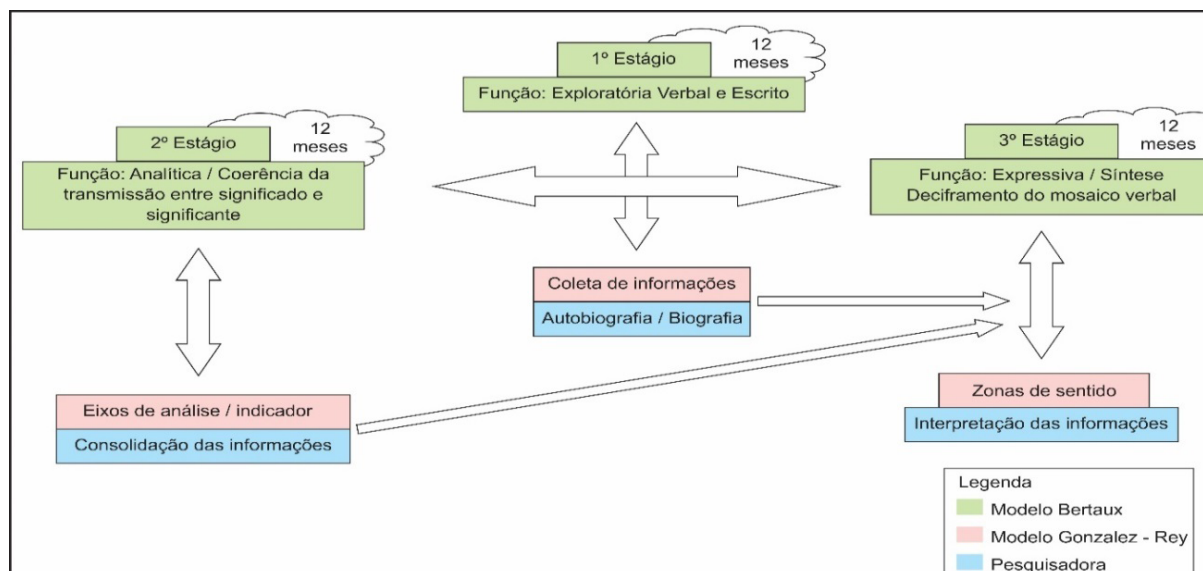 1º Estágio
12
meses
Função: Exploratória Verbal e Escrito
2º Estágio
12
meses
Função: Analítica / Coerência da
transmissão entre significado e
significante
3º Estágio
12
meses
Função: Expressiva / Síntese
Deciframento do mosaico verbal
Coleta de informações
Autobiografia / Biografia
Eixos de análise / indicador
Consolidação das informações
Zonas de sentido
Interpretação das informações
Legenda
Modelo Bertaux
Modelo Gonzalez - Rey
Pesquisadora